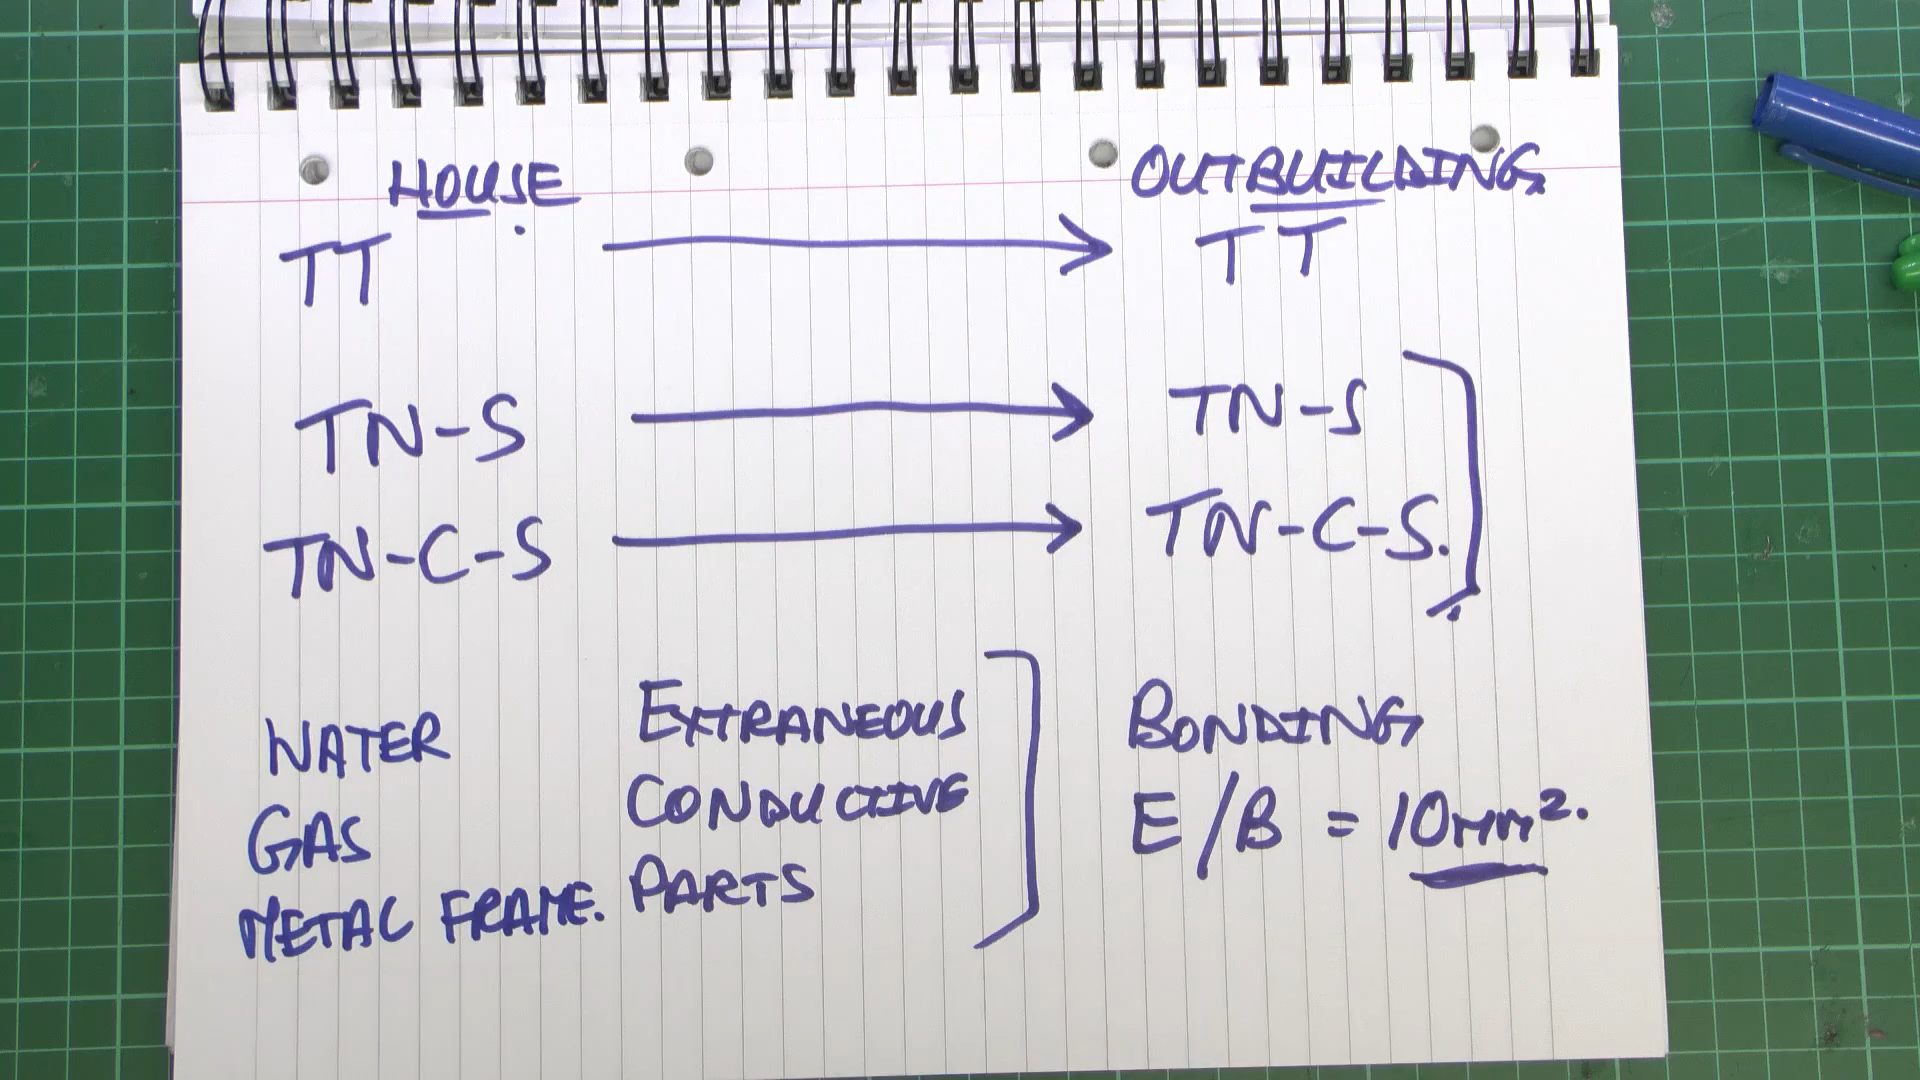 HOUSE OUTBUILDING
TT TT
TN-S TN-S
TN-C-S TN-C-S.
WATER EXTRANEOUS BONDING
GAS CONDUCTIVE E/B = 10mm².
METAL FRAME. PARTS